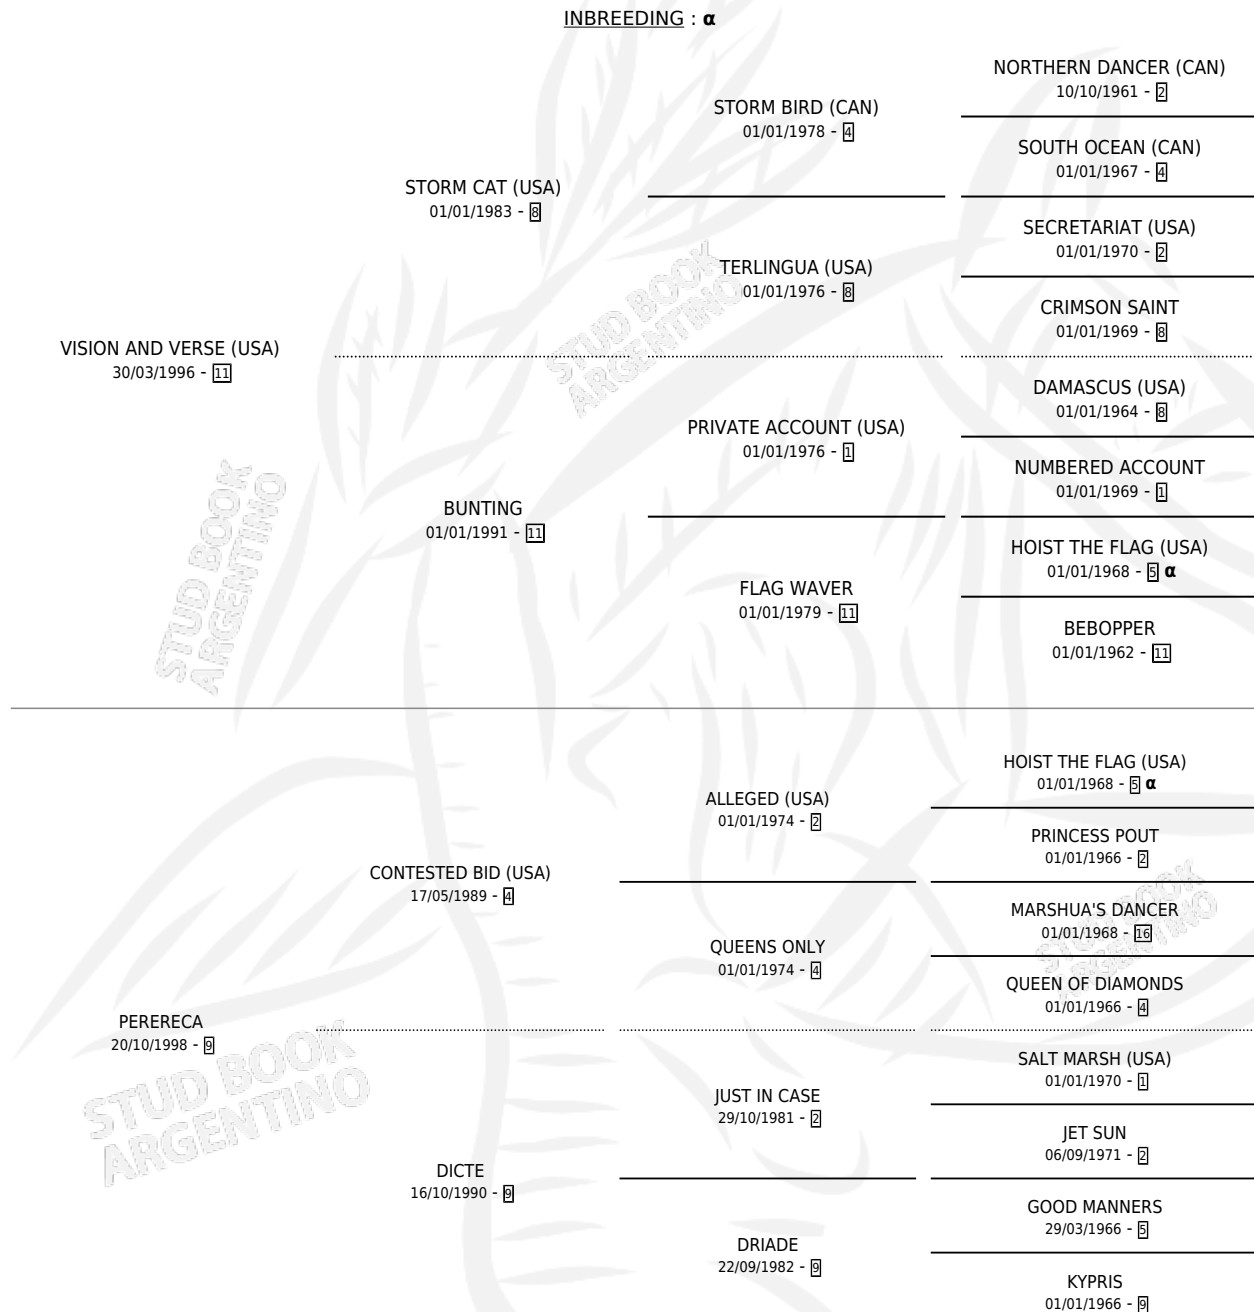 INBREEDING : α
NORTHERN DANCER (CAN)
10/10/1961 - 2
STORM BIRD (CAN)
01/01/1978 - 4
SOUTH OCEAN (CAN)
01/01/1967 - 4
STORM CAT (USA)
01/01/1983 - 8
SECRETARIAT (USA)
01/01/1970 - 2
TERLINGUA (USA)
01/01/1976 - 8
CRIMSON SAINT
01/01/1969 - 8
VISION AND VERSE (USA)
30/03/1996 - 11
DAMASCUS (USA)
01/01/1964 - 8
PRIVATE ACCOUNT (USA)
01/01/1976 - 1
NUMBERED ACCOUNT
01/01/1969 - 1
BUNTING
01/01/1991 - 11
HOIST THE FLAG (USA)
01/01/1968 - 5 α
FLAG WAVER
01/01/1979 - 11
BEBOPPER
01/01/1962 - 11
HOIST THE FLAG (USA)
01/01/1968 - 5 α
ALLEGED (USA)
01/01/1974 - 2
PRINCESS POUT
01/01/1966 - 2
CONTESTED BID (USA)
17/05/1989 - 4
MARSHUA'S DANCER
01/01/1968 - 16
QUEENS ONLY
01/01/1974 - 4
QUEEN OF DIAMONDS
01/01/1966 - 4
PERERECA
20/10/1998 - 9
SALT MARSH (USA)
01/01/1970 - 1
JUST IN CASE
29/10/1981 - 2
JET SUN
06/09/1971 - 2
DICTE
16/10/1990 - 9
GOOD MANNERS
29/03/1966 - 5
DRIADE
22/09/1982 - 9
KYPRIS
01/01/1966 - 9
STUD BOOK
ARGENTINO
STUD BOOK
ARGENTINO
STUD BOOK
ARGENTINO
STUD BOOK
ARGENTINO